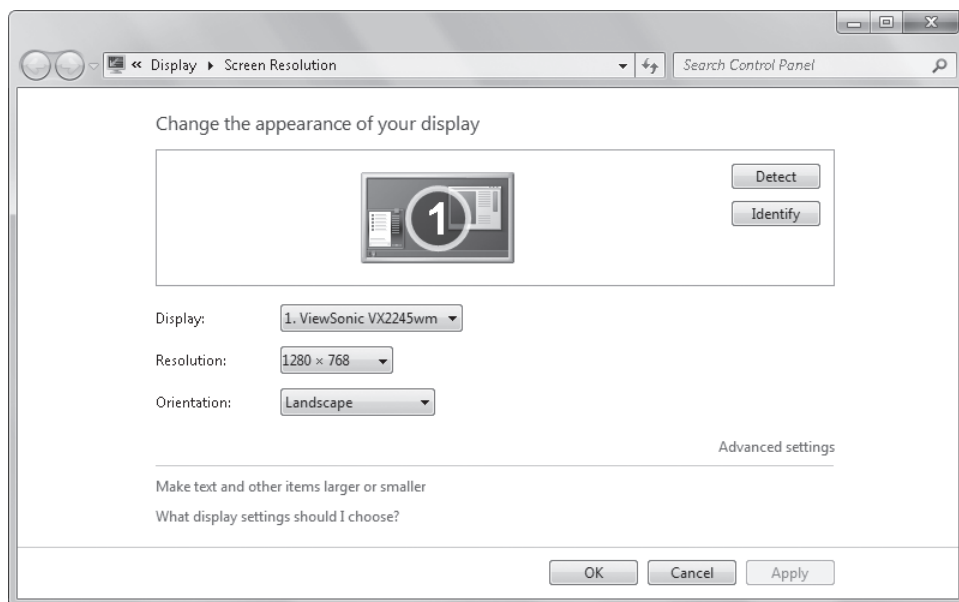 « Display ▸ Screen Resolution Search Control Panel
Change the appearance of your display
1
Detect
Identify
Display: 1. ViewSonic VX2245wm
Resolution: 1280 × 768
Orientation: Landscape
Advanced settings
Make text and other items larger or smaller
What display settings should I choose?
OK Cancel Apply